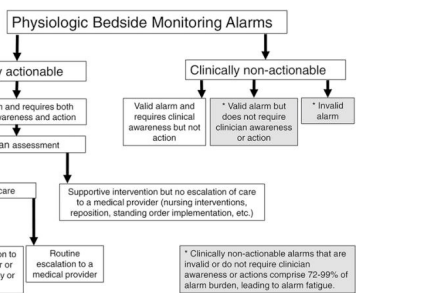 Physiologic Bedside Monitoring Alarms
actionable
Clinically non-actionable
and requires both
and action
Valid alarm and
requires clinical
awareness but not
action
* Valid alarm but
does not require
clinician awareness
or action
* Invalid
alarm
assessment
care
Supportive intervention but no escalation of care
to a medical provider (nursing interventions,
reposition, standing order implementation, etc.)
to
or
or
Routine
escalation to a
medical provider
* Clinically non-actionable alarms that are
invalid or do not require clinician
awareness or actions comprise 72-99% of
alarm burden, leading to alarm fatigue.